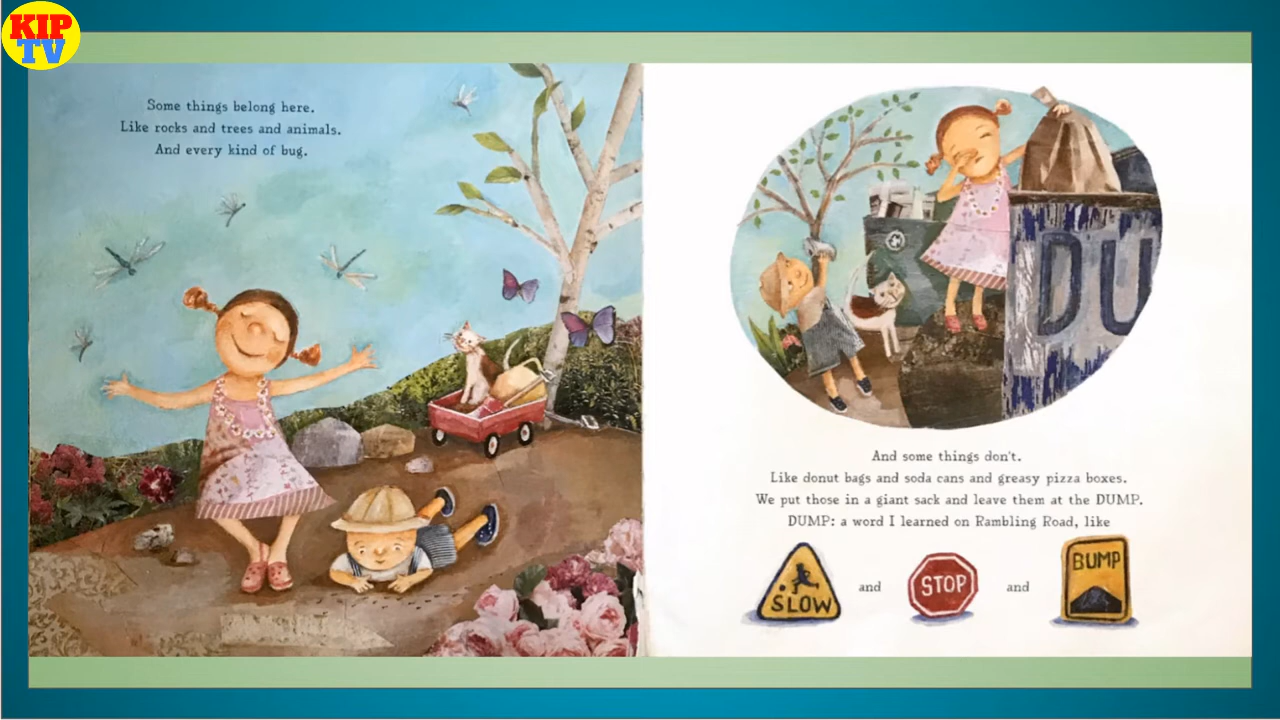 KIP
TV
Some things belong here.
Like rocks and trees and animals.
And every kind of bug.
DU
And some things don't.
Like donut bags and soda cans and greasy pizza boxes.
We put those in a giant sack and leave them at the DUMP.
DUMP: a word I learned on Rambling Road, like
SLOW
and
STOP
and
BUMP